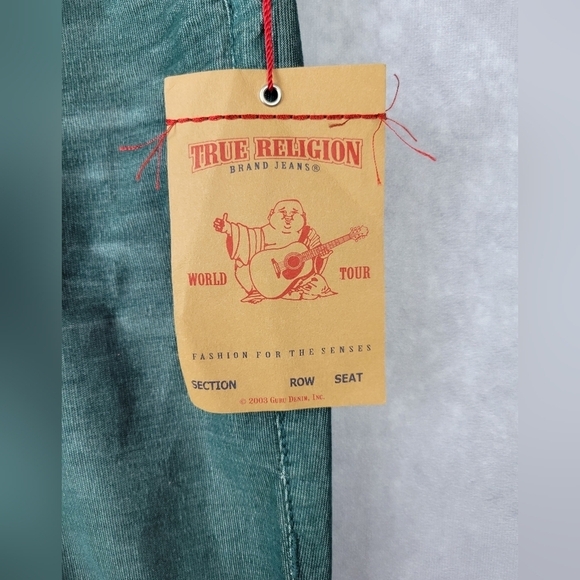 TRUE RELIGION
BRAND JEANS®
WORLD TOUR
FASHION FOR THE SENSES
SECTION ROW SEAT
© 2003 GURU DENIM, INC.